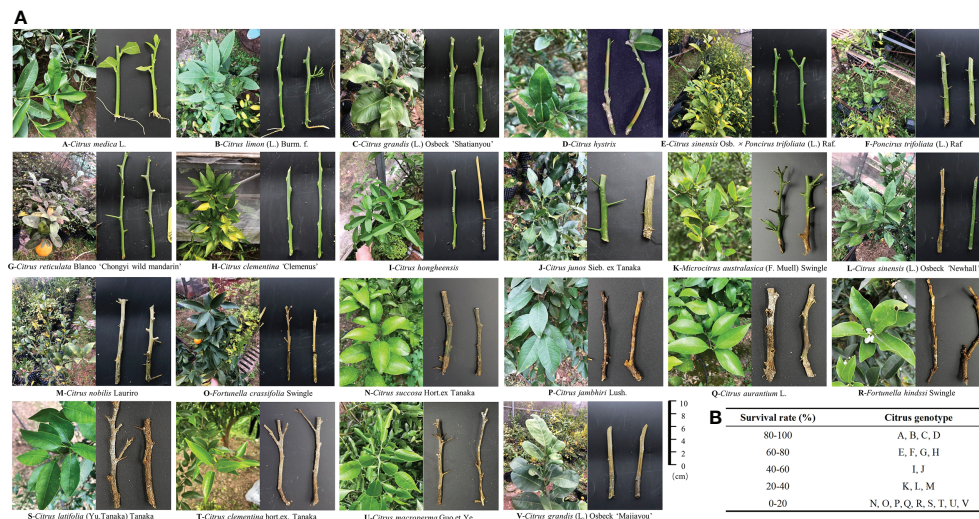 A
A-Citrus medica L.
B-Citrus limon (L.) Burm. f.
C-Citrus grandis (L.) Osbeck 'Shatianyou'
D-Citrus hystrix
E-Citrus sinensis Osb. × Poncirus trifoliata (L.) Raf.
F-Poncirus trifoliata (L.) Raf
G-Citrus reticulata Blanco 'Chongyi wild mandarin'
H-Citrus clementina 'Clemenus'
I-Citrus hongheensis
J-Citrus junos Sieb. ex Tanaka
K-Microcitrus australasica (F. Muell) Swingle
L-Citrus sinensis (L.) Osbeck 'Newhall'
M-Citrus nobilis Lauriro
O-Fortunella crassifolia Swingle
N-Citrus succosa Hort.ex Tanaka
P-Citrus jambhiri Lush.
Q-Citrus aurantium L.
R-Fortunella hindsii Swingle
S-Citrus latifolia (Yu.Tanaka) Tanaka
T-Citrus clementina hort.ex. Tanaka
U-Citrus macroperma Guo et Ye
V-Citrus grandis (L.) Osbeck 'Majiayou'
10
8
6
4
2
0
(cm)
B
Survival rate (%) Citrus genotype
80-100 A, B, C, D
60-80 E, F, G, H
40-60 I, J
20-40 K, L, M
0-20 N, O, P, Q, R, S, T, U, V